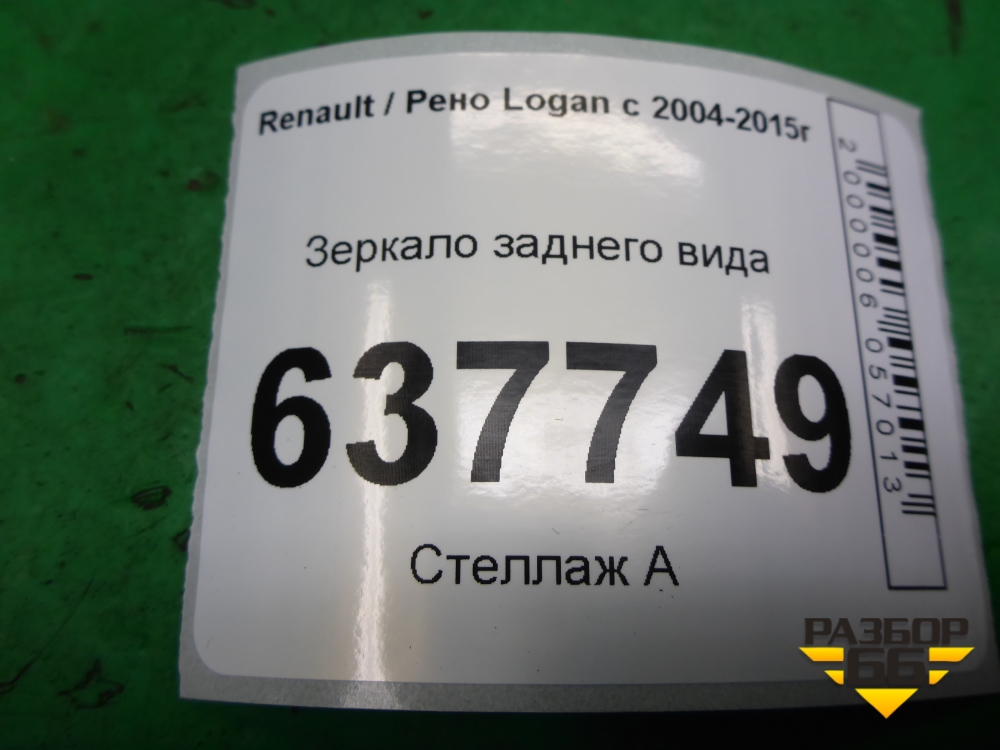 Renault / Рено Logan с 2004-2015г
Зеркало заднего вида
637749
Стеллаж А
2000006057013
РАЗБОР
66